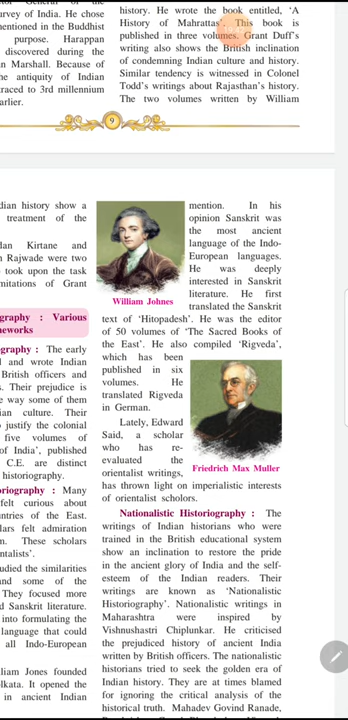 tor General of the
urvey of India. He chose
mentioned in the Buddhist
purpose. Harappan
discovered during the
n Marshall. Because of
he antiquity of Indian
traced to 3rd millennium
arlier.
history. He wrote the book entitled, ‘A
History of Mahrattas’. This book is
published in three volumes. Grant Duff’s
writing also shows the British inclination
of condemning Indian culture and history.
Similar tendency is witnessed in Colonel
Todd’s writings about Rajasthan’s history.
The two volumes written by William
9
dian history show a
treatment of the
dan Kirtane and
n Rajwade were two
took upon the task
mitations of Grant
graphy : Various
neworks
ography : The early
d and wrote Indian
British officers and
s. Their prejudice is
e way some of them
ian culture. Their
justify the colonial
five volumes of
of India’, published
C.E. are distinct
historiography.
oriography : Many
felt curious about
untries of the East.
lars felt admiration
m. These scholars
ntalists’.
udied the similarities
and some of the
They focused more
d Sanskrit literature.
into formulating the
language that could
all Indo-European
liam Jones founded
lkata. It opened the
in ancient Indian
William Johnes
mention. In his
opinion Sanskrit was
the most ancient
language of the Indo-
European languages.
He was deeply
interested in Sanskrit
literature. He first
translated the Sanskrit
text of ‘Hitopadesh’. He was the editor
of 50 volumes of ‘The Sacred Books of
the East’. He also compiled ‘Rigveda’,
which has been
published in six
volumes. He
translated Rigveda
in German.
Lately, Edward
Said, a scholar
who has re-
evaluated the
orientalist writings,
Friedrich Max Muller
has thrown light on imperialistic interests
of orientalist scholars.
Nationalistic Historiography : The
writings of Indian historians who were
trained in the British educational system
show an inclination to restore the pride
in the ancient glory of India and the self-
esteem of the Indian readers. Their
writings are known as ‘Nationalistic
Historiography’. Nationalistic writings in
Maharashtra were inspired by
Vishnushastri Chiplunkar. He criticised
the prejudiced history of ancient India
written by British officers. The nationalistic
historians tried to seek the golden era of
Indian history. They are at times blamed
for ignoring the critical analysis of the
historical truth. Mahadev Govind Ranade,